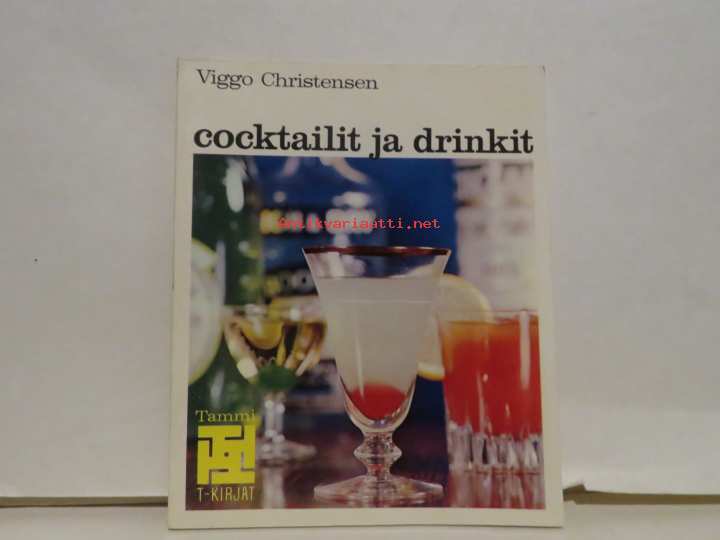 Viggo Christensen
cocktailit ja drinkit
antikvariaatti.net
Tammi
T-KIRJAT